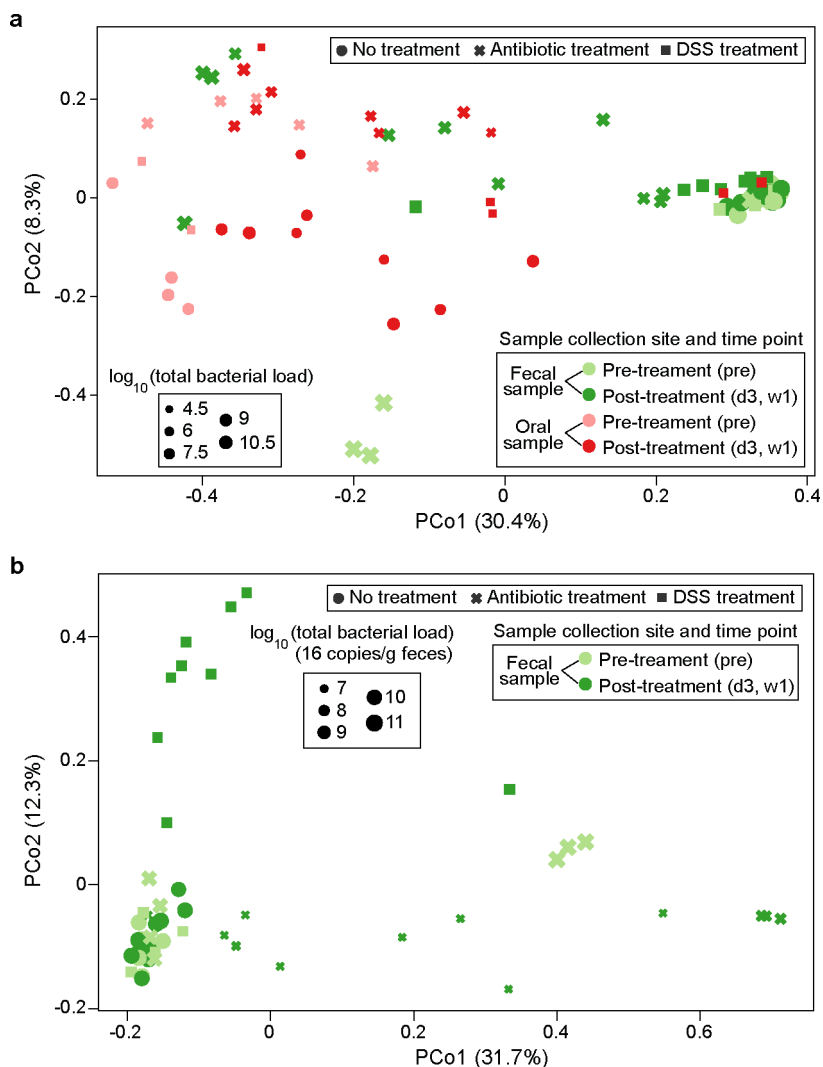 a
No treatment Antibiotic treatment DSS treatment
0.2
0
-0.2
-0.4
PCo2 (8.3%)
log10 (total bacterial load)
4.5 9
6 10.5
7.5
Sample collection site and time point
Fecal sample
Pre-treament (pre)
Post-treatment (d3, w1)
Oral sample
Pre-treament (pre)
Post-treatment (d3, w1)
-0.4 -0.2 0 0.2 0.4
PCo1 (30.4%)
b
No treatment Antibiotic treatment DSS treatment
log10 (total bacterial load)
(16 copies/g feces)
7 10
8 11
9
Sample collection site and time point
Fecal sample
Pre-treament (pre)
Post-treatment (d3, w1)
0.4
0.2
0
-0.2
PCo2 (12.3%)
-0.2 0 0.2 0.4 0.6
PCo1 (31.7%)